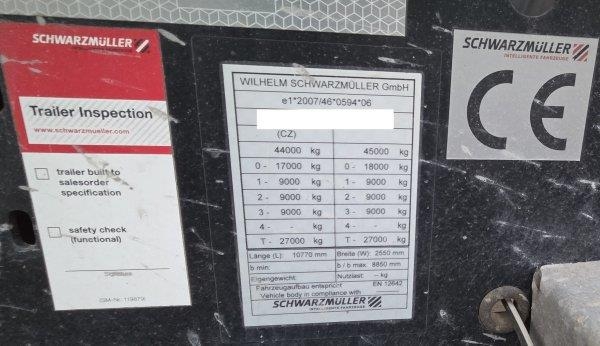 SCHWARZMÜLLER
Trailer Inspection
www.schwarzmueller.com
trailer built to
salesorder
specification
safety check
(functional)
WILHELM SCHWARZMÜLLER GmbH
e1*2007/46*0594*06
(CZ)
44000 kg 45000 kg
0 - 17000 kg 0 - 18000 kg
1 - 9000 kg 1 - 9000 kg
2 - 9000 kg 2 - 9000 kg
3 - 9000 kg 3 - 9000 kg
4 - - kg 4 - - kg
T - 27000 kg T - 27000 kg
Länge (L): 10770 mm Breite (W): 2550 mm
b min: b / b max: 8850 mm
Eigengewicht: Nutzlast: -- kg
Fahrzeugaufbau entspricht EN 12642
Vehicle body in compliance with
SCHWARZMÜLLER
INTELLIGENTE FAHRZEUGE
SCHWARZMÜLLER
INTELLIGENTE FAHRZEUGE
CE